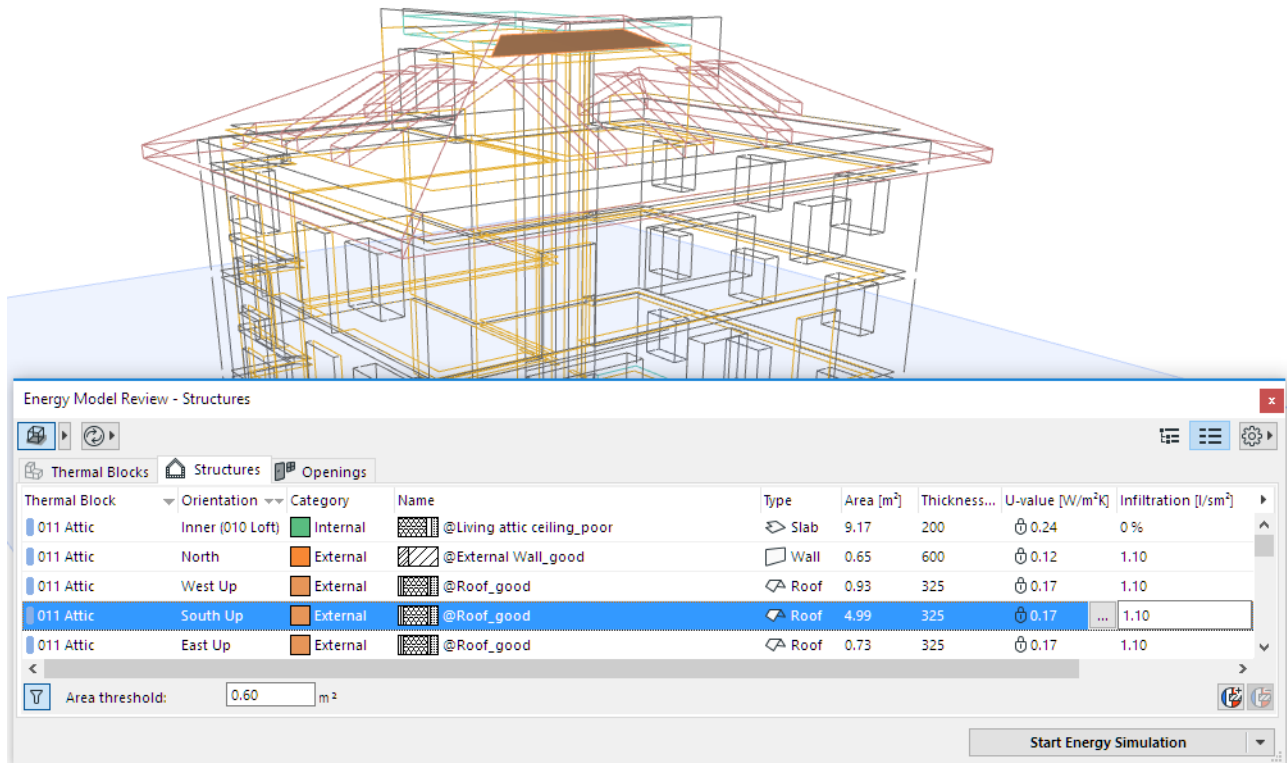 Energy Model Review - Structures
x
Thermal Blocks Structures Openings
Thermal Block Orientation Category Name Type Area [m²] Thickness... U-value [W/m²K] Infiltration [l/sm²]
011 Attic Inner (010 Loft) Internal @Living attic ceiling_poor Slab 9.17 200 0.24 0 %
011 Attic North External @External Wall_good Wall 0.65 600 0.12 1.10
011 Attic West Up External @Roof_good Roof 0.93 325 0.17 1.10
011 Attic South Up External @Roof_good Roof 4.99 325 0.17 ... 1.10
011 Attic East Up External @Roof_good Roof 0.73 325 0.17 1.10
Area threshold: 0.60 m²
Start Energy Simulation